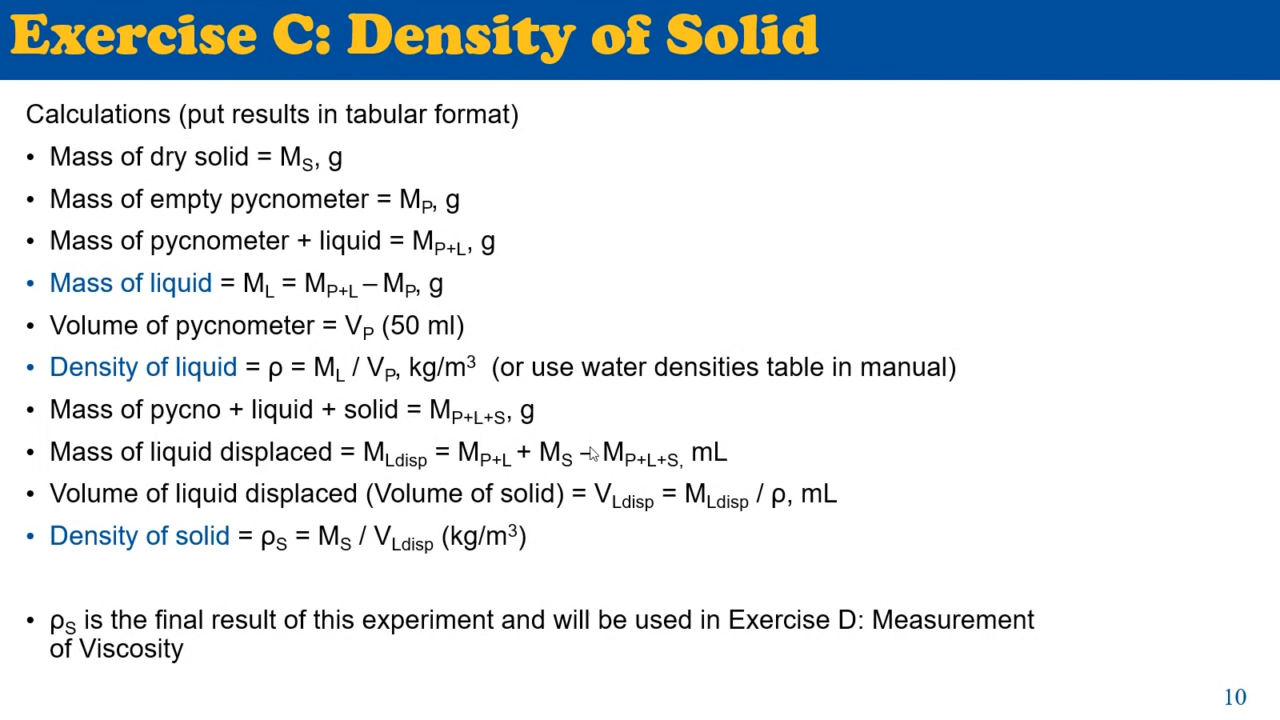 Exercise C: Density of Solid
Calculations (put results in tabular format)
• Mass of dry solid = MS, g
• Mass of empty pycnometer = MP, g
• Mass of pycnometer + liquid = MP+L, g
• Mass of liquid = ML = MP+L – MP, g
• Volume of pycnometer = VP (50 ml)
• Density of liquid = ρ = ML / VP, kg/m³ (or use water densities table in manual)
• Mass of pycno + liquid + solid = MP+L+S, g
• Mass of liquid displaced = MLdisp = MP+L + MS – MP+L+S, mL
• Volume of liquid displaced (Volume of solid) = VLdisp = MLdisp / ρ, mL
• Density of solid = ρS = MS / VLdisp (kg/m³)
• ρS is the final result of this experiment and will be used in Exercise D: Measurement
of Viscosity
10